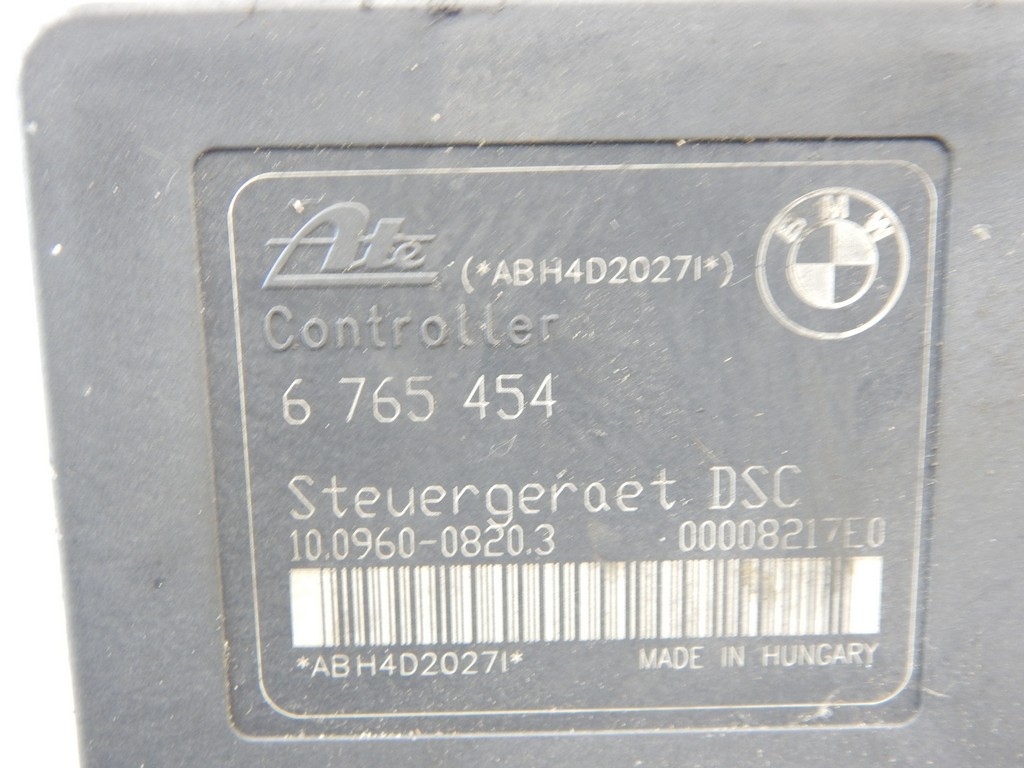 Ate (*ABH4D2027I*) BMW
Controller
6 765 454
Steuergeraet DSC
10.0960-0820.3 00008217E0
*ABH4D2027I* MADE IN HUNGARY